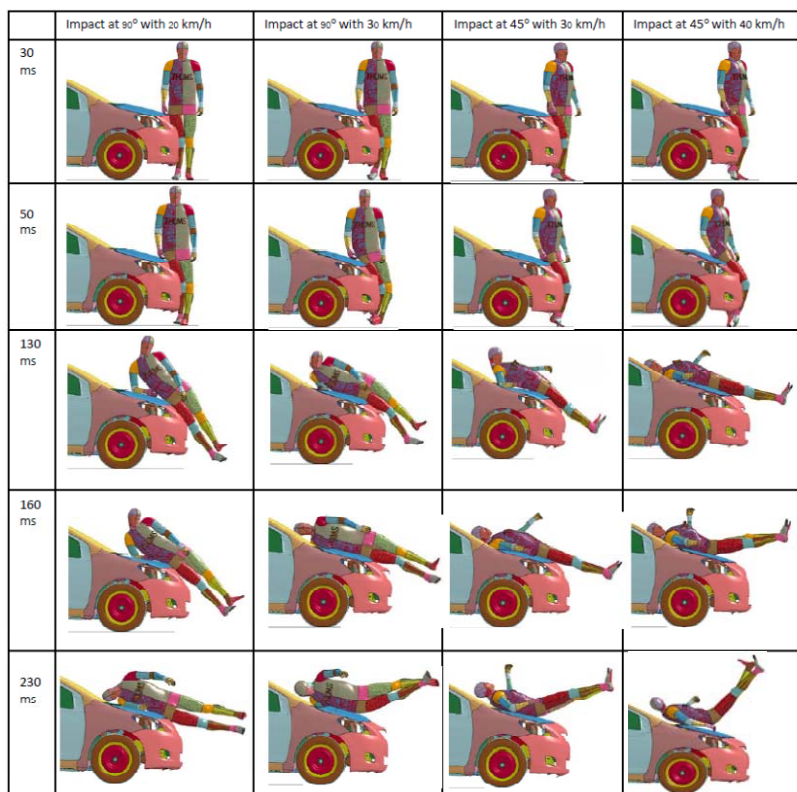 Impact at 90° with 20 km/h
Impact at 90° with 30 km/h
Impact at 45° with 30 km/h
Impact at 45° with 40 km/h
30
ms
50
ms
130
ms
160
ms
230
ms